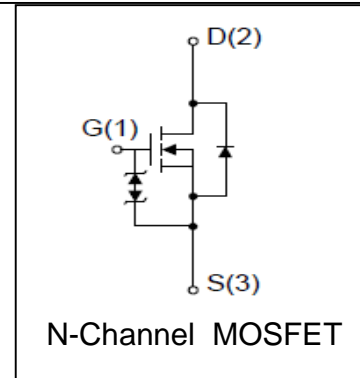 D(2)
G(1)
S(3)
N-Channel MOSFET